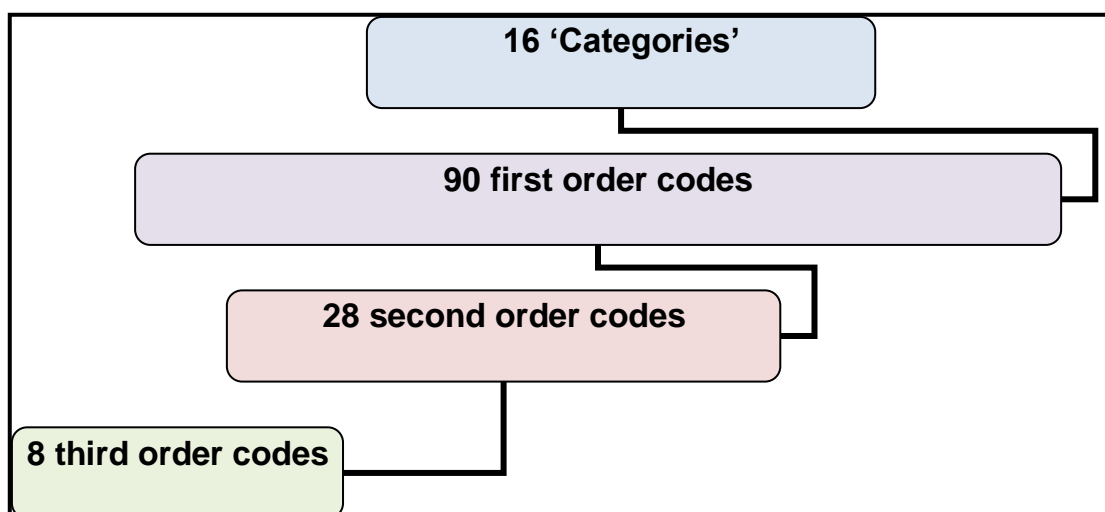 16 ‘Categories’
90 first order codes
28 second order codes
8 third order codes